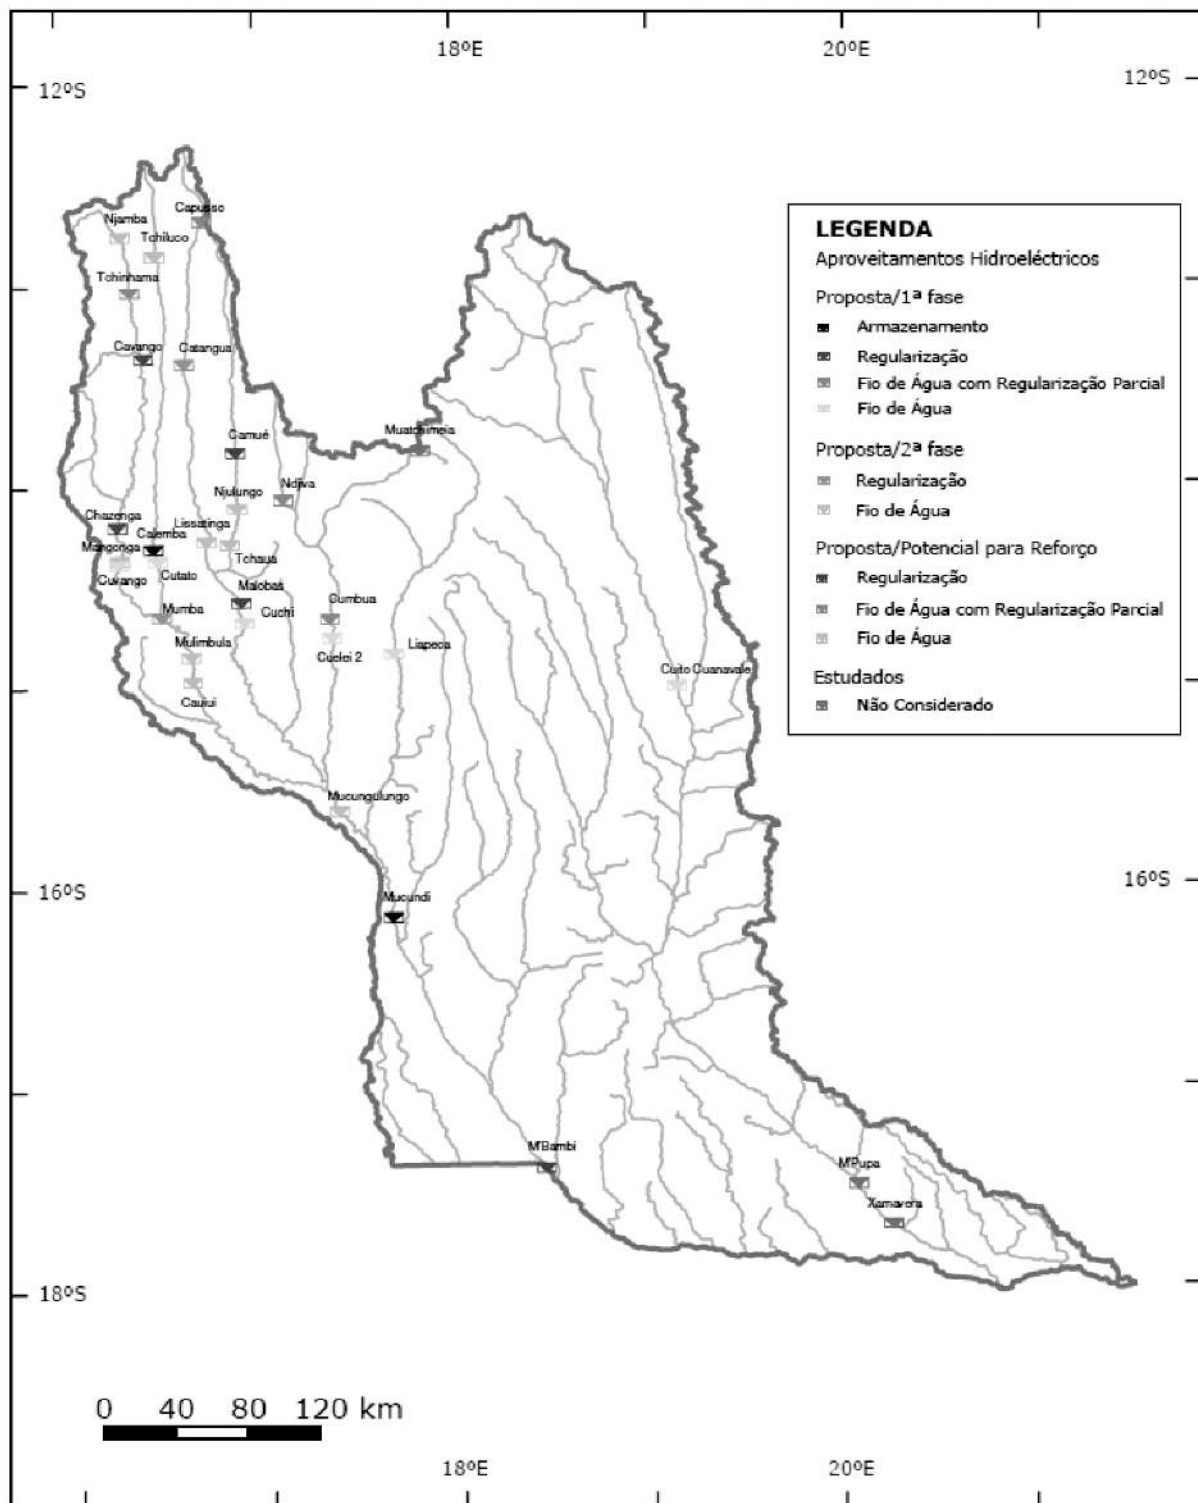 18ºE
20ºE
12ºS
12ºS
Njamba
Capusso
Tchiluco
Tchinhama
Cavango
Catangua
Camué
Muatchimeia
Njulungo
Ndjiva
Chazenga
Lissatinga
Calemba
Mangonga
Tchaua
Cuvango
Cutato
Malobas
Mumba
Cuchi
Cumbua
Mulimbula
Cuelei 2
Liapeca
Cuito Cuanavale
Cauiui
Mucungulungo
16ºS
16ºS
Mucundi
M'Bambi
M'Pupa
Xamavera
18ºS
LEGENDA
Aproveitamentos Hidroeléctricos
Proposta/1ª fase
Armazenamento
Regularização
Fio de Água com Regularização Parcial
Fio de Água
Proposta/2ª fase
Regularização
Fio de Água
Proposta/Potencial para Reforço
Regularização
Fio de Água com Regularização Parcial
Fio de Água
Estudados
Não Considerado
0 40 80 120 km
18ºE
20ºE